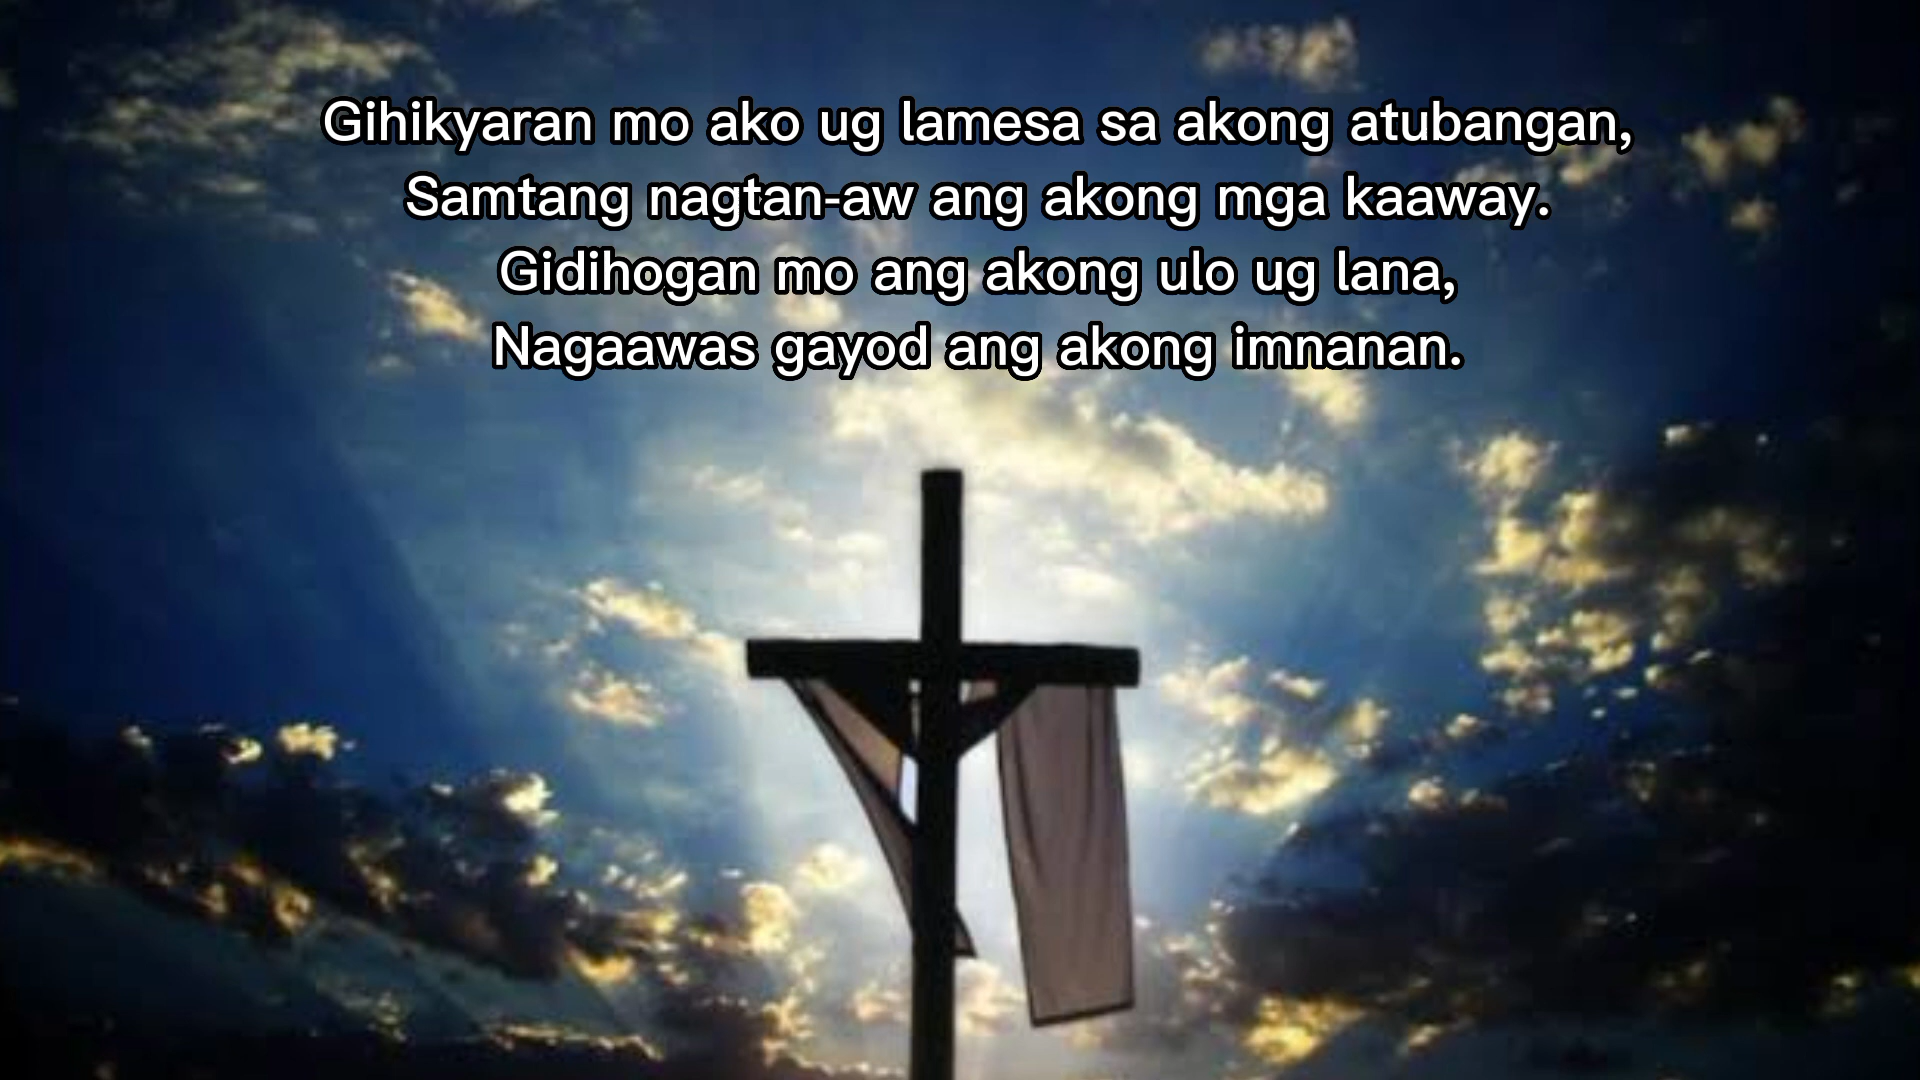 Gihikyaran mo ako ug lamesa sa akong atubangan,
Samtang nagtan-aw ang akong mga kaaway.
Gidihogan mo ang akong ulo ug lana,
Nagaawas gayod ang akong imnanan.